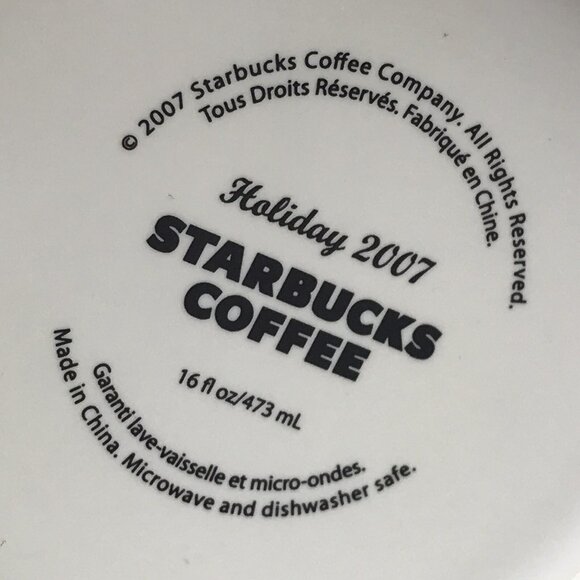 © 2007 Starbucks Coffee Company. All Rights Reserved.
Tous Droits Réservés. Fabriqué en Chine.
Holiday 2007
STARBUCKS
COFFEE
16 fl oz/473 mL
Garanti lave-vaisselle et micro-ondes.
Made in China. Microwave and dishwasher safe.